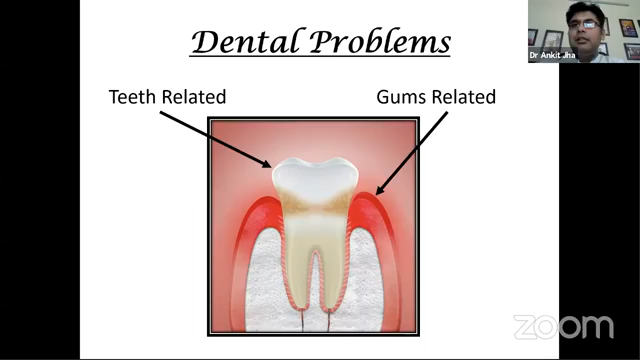 Dental Problems
Dr Ankit Jha
Teeth Related
Gums Related
zoom